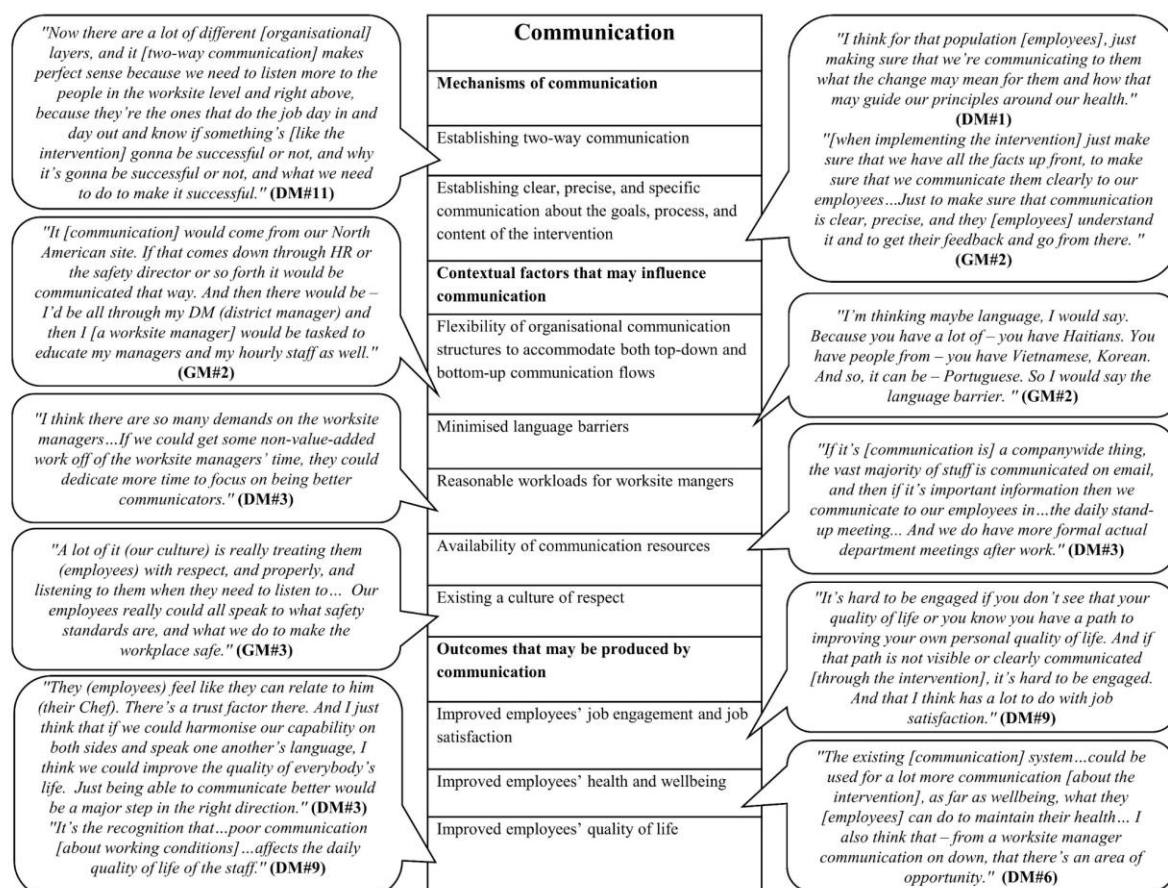 "Now there are a lot of different [organisational]
layers, and it [two-way communication] makes
perfect sense because we need to listen more to the
people in the worksite level and right above,
because they're the ones that do the job day in and
day out and know if something's [like the
intervention] gonna be successful or not, and why
it's gonna be successful or not, and what we
need to do to make it successful." (DM#11)
"It [communication] would come from our North
American site. If that comes down through HR or
the safety director or so forth it would be
communicated that way. And then there would be –
I'd be all through my DM (district manager) and
then I [a worksite manager] would be tasked to
educate my managers and my hourly staff as well."
(GM#2)
"I think there are so many demands on the worksite
managers…If we could get some non-value-added
work off of the worksite managers' time, they could
dedicate more time to focus on being better
communicators." (DM#3)
"A lot of it (our culture) is really treating them
(employees) with respect, and properly, and
listening to them when they need to listen to… Our
employees really could all speak to what safety
standards are, and what we do to make the
workplace safe." (GM#3)
"They (employees) feel like they can relate to him
(their Chef). There's a trust factor there. And I just
think that if we could harmonise our capability on
both sides and speak one another's language, I
think we could improve the quality of everybody's
life. Just being able to communicate better would
be a major step in the right direction." (DM#3)
"It's the recognition that…poor communication
[about working conditions]…affects the daily
quality of life of the staff." (DM#9)
Communication
Mechanisms of communication
Establishing two-way communication
Establishing clear, precise, and specific
communication about the goals, process, and
content of the intervention
Contextual factors that may influence
communication
Flexibility of organisational communication
structures to accommodate both top-down and
bottom-up communication flows
Minimised language barriers
Reasonable workloads for worksite mangers
Availability of communication resources
Existing a culture of respect
Outcomes that may be produced by
communication
Improved employees' job engagement and job
satisfaction
Improved employees' health and wellbeing
Improved employees' quality of life
"I think for that population [employees], just
making sure that we're communicating to them
what the change may mean for them and how that
may guide our principles around our health."
(DM#1)
"[when implementing the intervention] just make
sure that we have all the facts up front, to make
sure that we communicate them clearly to our
employees…Just to make sure that communication
is clear, precise, and they [employees] understand
it and to get their feedback and go from there. "
(GM#2)
"I'm thinking maybe language, I would say.
Because you have a lot of – you have Haitians. You
have people from – you have Vietnamese, Korean.
And so, it can be – Portuguese. So I would say the
language barrier. " (GM#2)
"If it's [communication is] a companywide thing,
the vast majority of stuff is communicated on email,
and then if it's important information then we
communicate to our employees in…the daily stand-
up meeting... And we do have more formal actual
department meetings after work." (DM#3)
"It's hard to be engaged if you don't see that your
quality of life or you know you have a path to
improving your own personal quality of life. And if
that path is not visible or clearly communicated
[through the intervention], it's hard to be engaged.
And that I think has a lot to do with job
satisfaction." (DM#9)
"The existing [communication] system…could be
used for a lot more communication [about the
intervention], as far as wellbeing, what they
[employees] can do to maintain their health… I
also think that – from a worksite manager
communication on down, that there's an area of
opportunity." (DM#6)